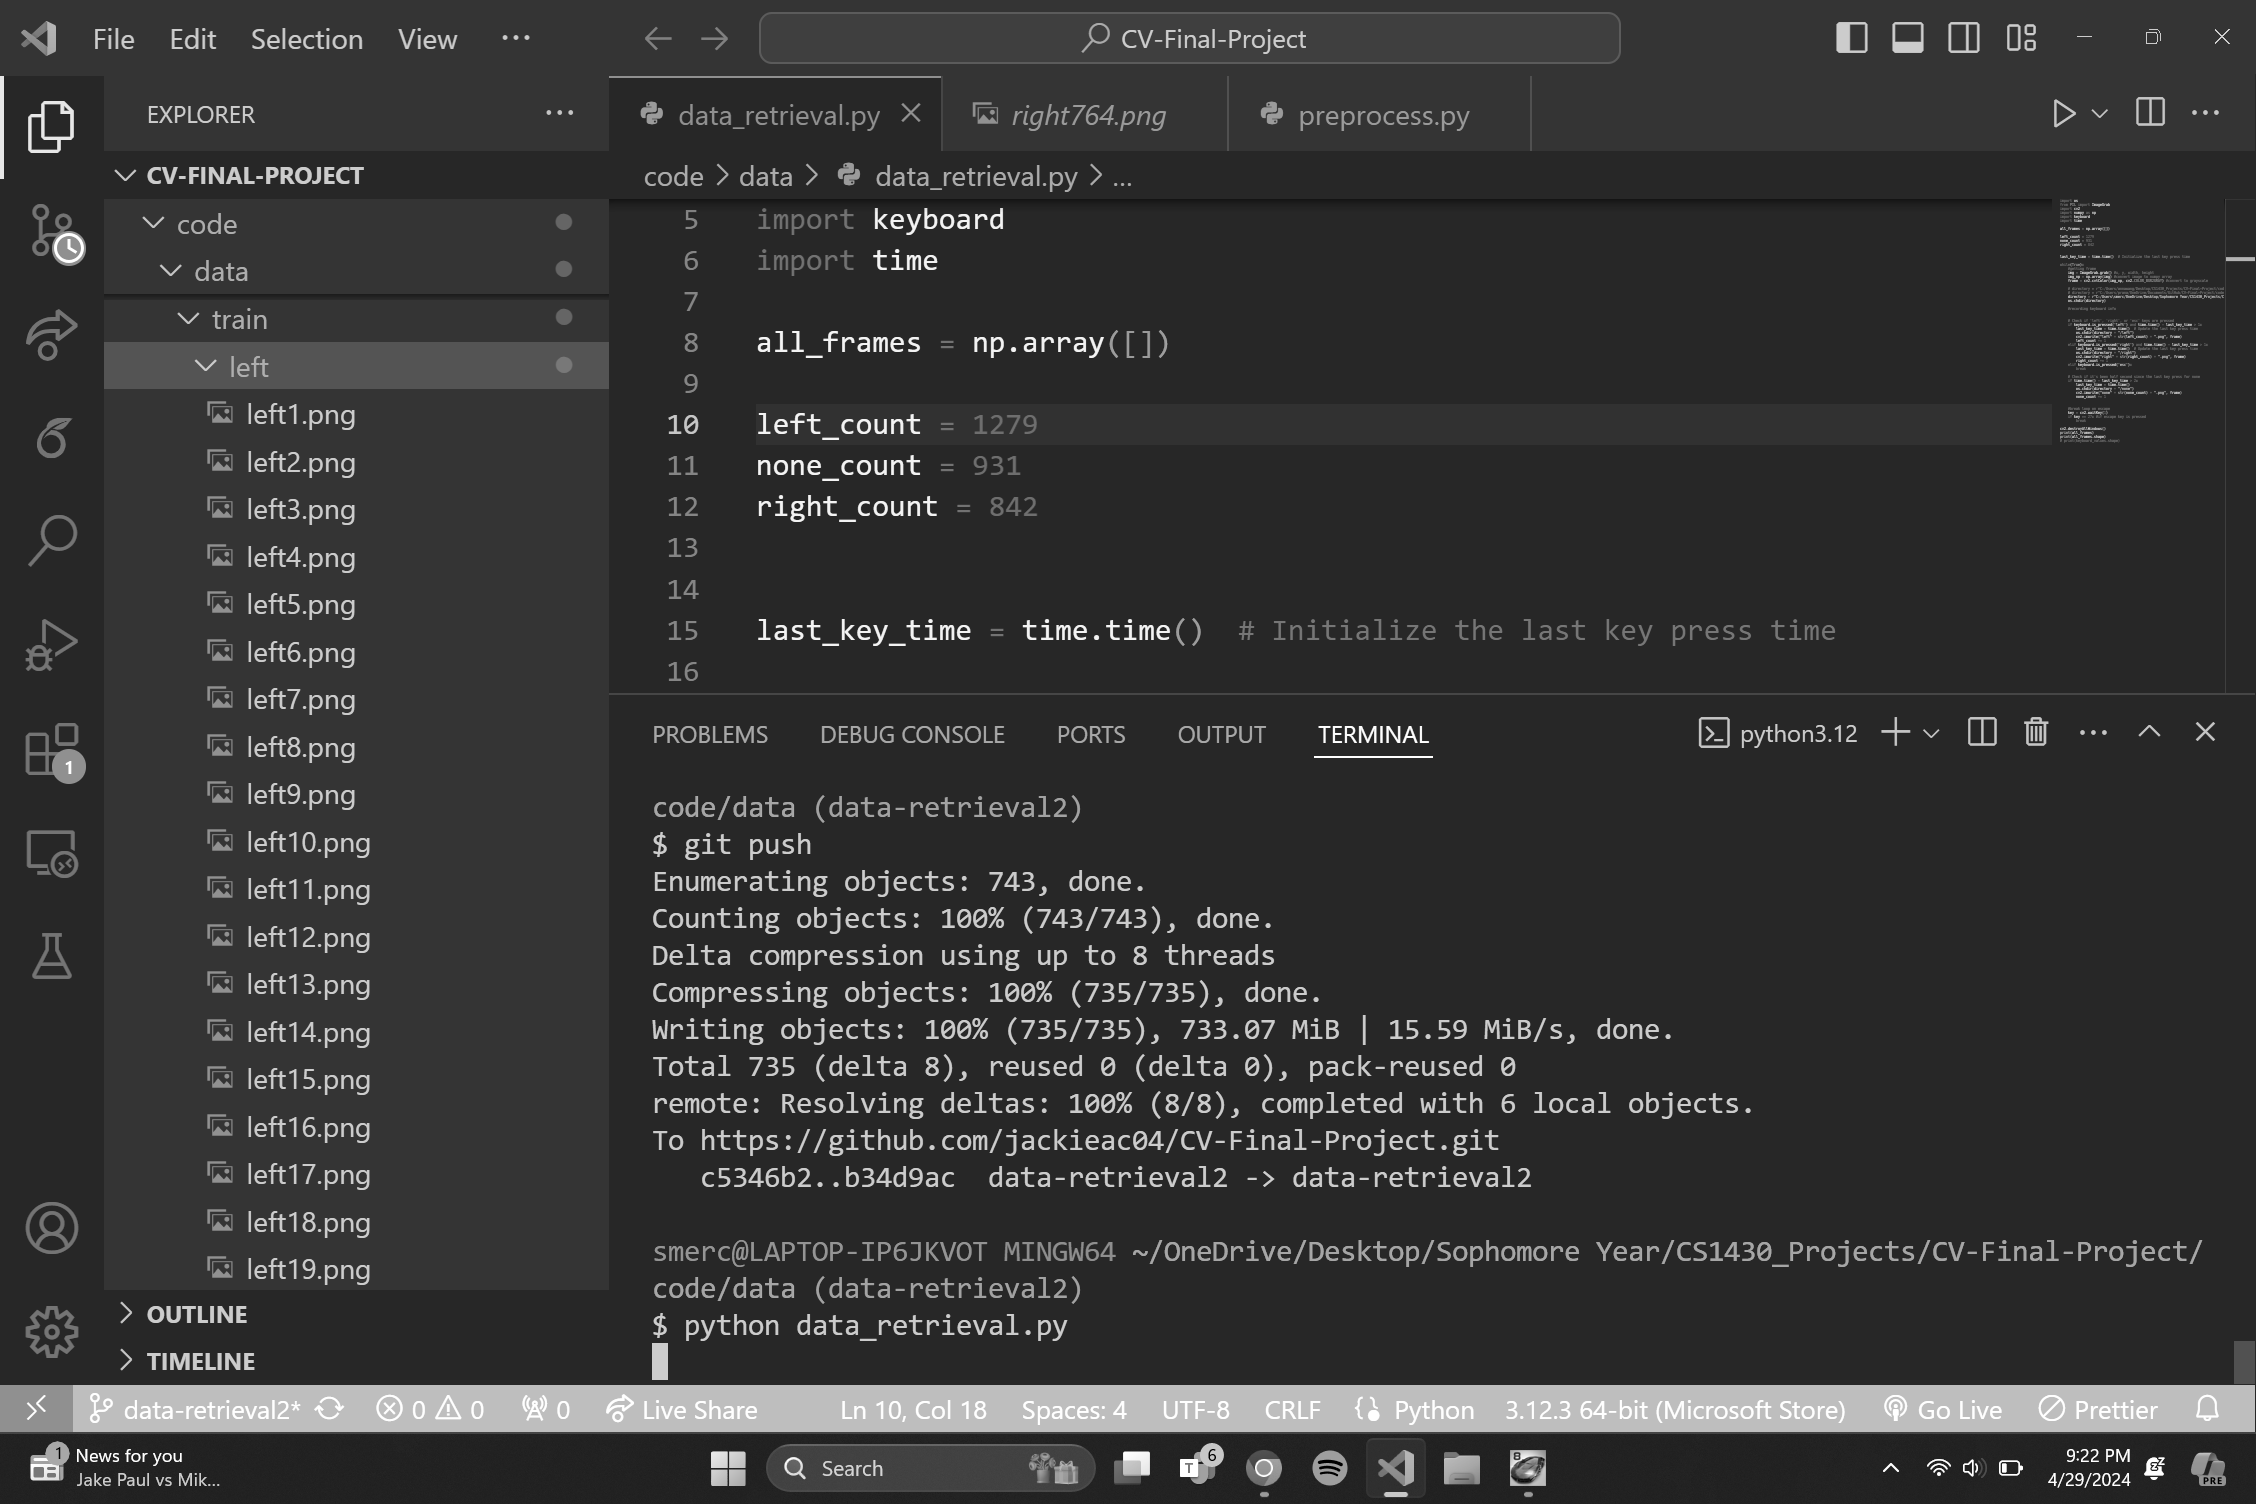 File Edit Selection View ···
CV-Final-Project
EXPLORER
CV-FINAL-PROJECT
code
data
train
left
left1.png
left2.png
left3.png
left4.png
left5.png
left6.png
left7.png
left8.png
left9.png
left10.png
left11.png
left12.png
left13.png
left14.png
left15.png
left16.png
left17.png
left18.png
left19.png
OUTLINE
TIMELINE
1
data_retrieval.py
right764.png
preprocess.py
code > data > data_retrieval.py > ...
5 import keyboard
6 import time
7
8 all_frames = np.array([])
9
10 left_count = 1279
11 none_count = 931
12 right_count = 842
13
14
15 last_key_time = time.time() # Initialize the last key press time
16
PROBLEMS DEBUG CONSOLE PORTS OUTPUT TERMINAL
python3.12
code/data (data-retrieval2)
$ git push
Enumerating objects: 743, done.
Counting objects: 100% (743/743), done.
Delta compression using up to 8 threads
Compressing objects: 100% (735/735), done.
Writing objects: 100% (735/735), 733.07 MiB | 15.59 MiB/s, done.
Total 735 (delta 8), reused 0 (delta 0), pack-reused 0
remote: Resolving deltas: 100% (8/8), completed with 6 local objects.
To https://github.com/jackieac04/CV-Final-Project.git
c5346b2..b34d9ac data-retrieval2 -> data-retrieval2
smerc@LAPTOP-IP6JKVOT MINGW64 ~/OneDrive/Desktop/Sophomore Year/CS1430_Projects/CV-Final-Project/
code/data (data-retrieval2)
$ python data_retrieval.py
data-retrieval2* 0 0 0 Live Share Ln 10, Col 18 Spaces: 4 UTF-8 CRLF Python 3.12.3 64-bit (Microsoft Store) Go Live Prettier
1
News for you
Jake Paul vs Mik...
Search
6
9:22 PM
4/29/2024
PRE